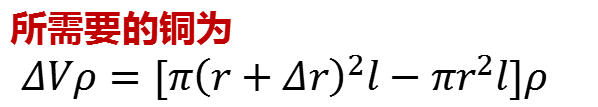 所需要的铜为
ΔVρ = [π(r + Δr)²l − πr²l]ρ